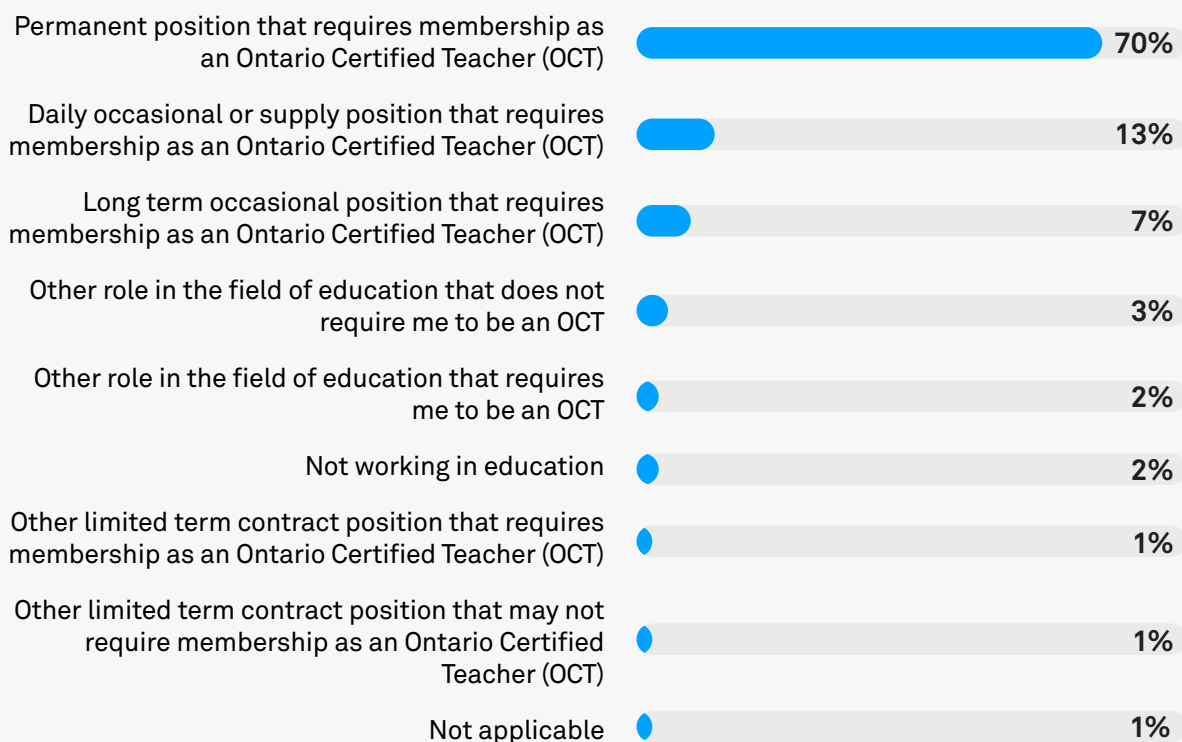 Permanent position that requires membership as
an Ontario Certified Teacher (OCT)
70%
Daily occasional or supply position that requires
membership as an Ontario Certified Teacher (OCT)
13%
Long term occasional position that requires
membership as an Ontario Certified Teacher (OCT)
7%
Other role in the field of education that does not
require me to be an OCT
3%
Other role in the field of education that requires
me to be an OCT
2%
Not working in education
2%
Other limited term contract position that requires
membership as an Ontario Certified Teacher (OCT)
1%
Other limited term contract position that may not
require membership as an Ontario Certified
Teacher (OCT)
1%
Not applicable
1%